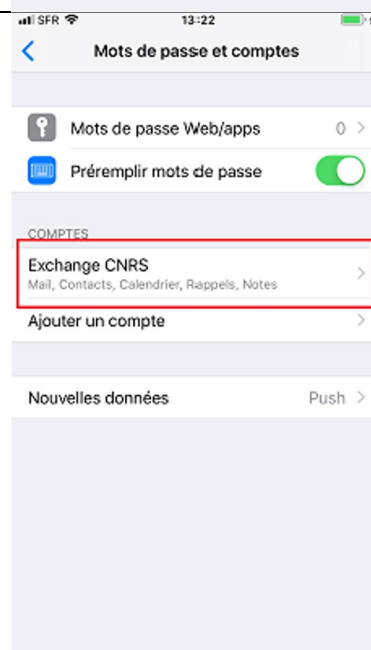 SFR 13:22
Mots de passe et comptes
Mots de passe Web/apps 0
Préremplir mots de passe
COMPTES
Exchange CNRS
Mail, Contacts, Calendrier, Rappels, Notes
Ajouter un compte
Nouvelles données Push